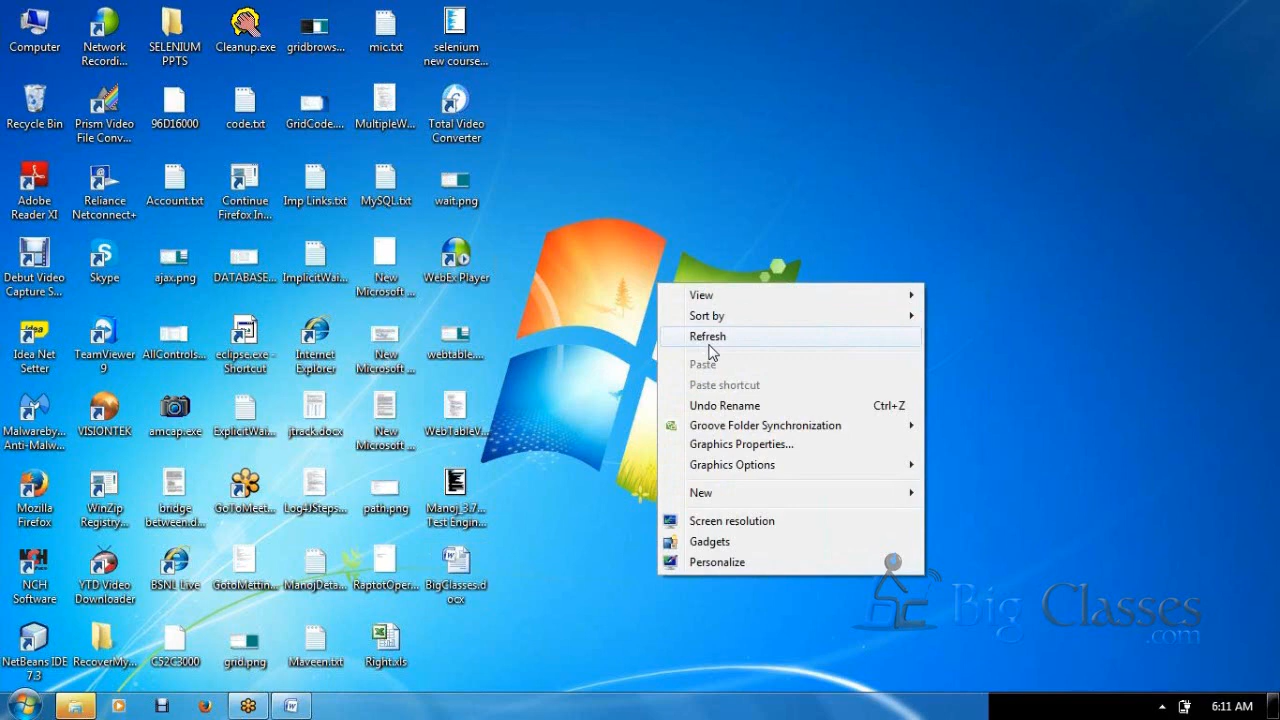 Computer
Network
Recordi...
SELENIUM
PPTS
Cleanup.exe
gridbrows...
mic.txt
selenium
new course...
Recycle Bin
Prism Video
File Conv...
96D16000
code.txt
GridCode....
MultipleW...
Total Video
Converter
Adobe
Reader XI
Reliance
Netconnect+
Account.txt
Continue
Firefox In...
Imp Links.txt
MySQL.txt
wait.png
Debut Video
Capture S...
Skype
ajax.png
DATABASE...
ImplicitWai...
New
Microsoft ...
WebEx Player
idea
Idea Net
Setter
TeamViewer
9
AllControls...
eclipse.exe -
Shortcut
Internet
Explorer
New
Microsoft ...
webtable....
Malwareby...
Anti-Malw...
VISIONTEK
amcap.exe
ExplicitWai...
jtrack.docx
New
Microsoft ...
WebTableV...
Mozilla
Firefox
WinZip
Registry...
bridge
between.d...
GoToMeet...
Log4JSteps...
path.png
Manoj_3.7...
Test Engin...
NCH
NCH
Software
YTD Video
Downloader
BSNL Live
GotoMettin...
ManojDeta...
RaptotOper...
BigClasses.d
ocx
NetBeans IDE
7.3
RecoverMy...
C52C3000
grid.png
Maveen.txt
Right.xls
View
Sort by
Refresh
Paste
Paste shortcut
Undo Rename Ctrl+Z
Groove Folder Synchronization
Graphics Properties...
Graphics Options
New
Screen resolution
Gadgets
Personalize
Big Classes
.com
6:11 AM